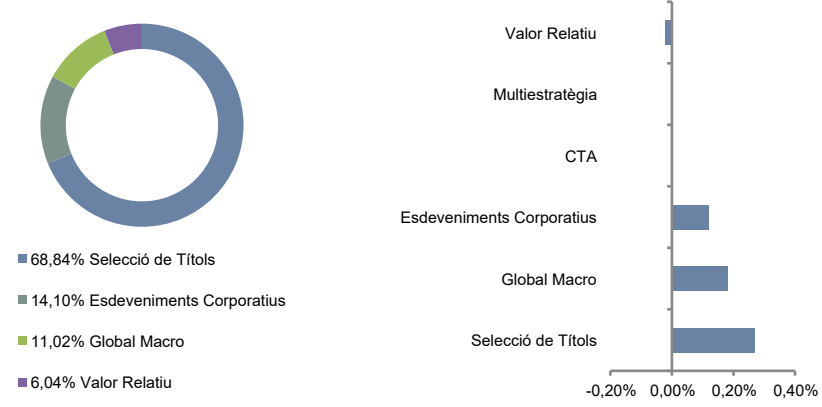 68,84% Selecció de Títols
14,10% Esdeveniments Corporatius
11,02% Global Macro
6,04% Valor Relatiu
Valor Relatiu
Multiestratègia
CTA
Esdeveniments Corporatius
Global Macro
Selecció de Títols
-0,20% 0,00% 0,20% 0,40%